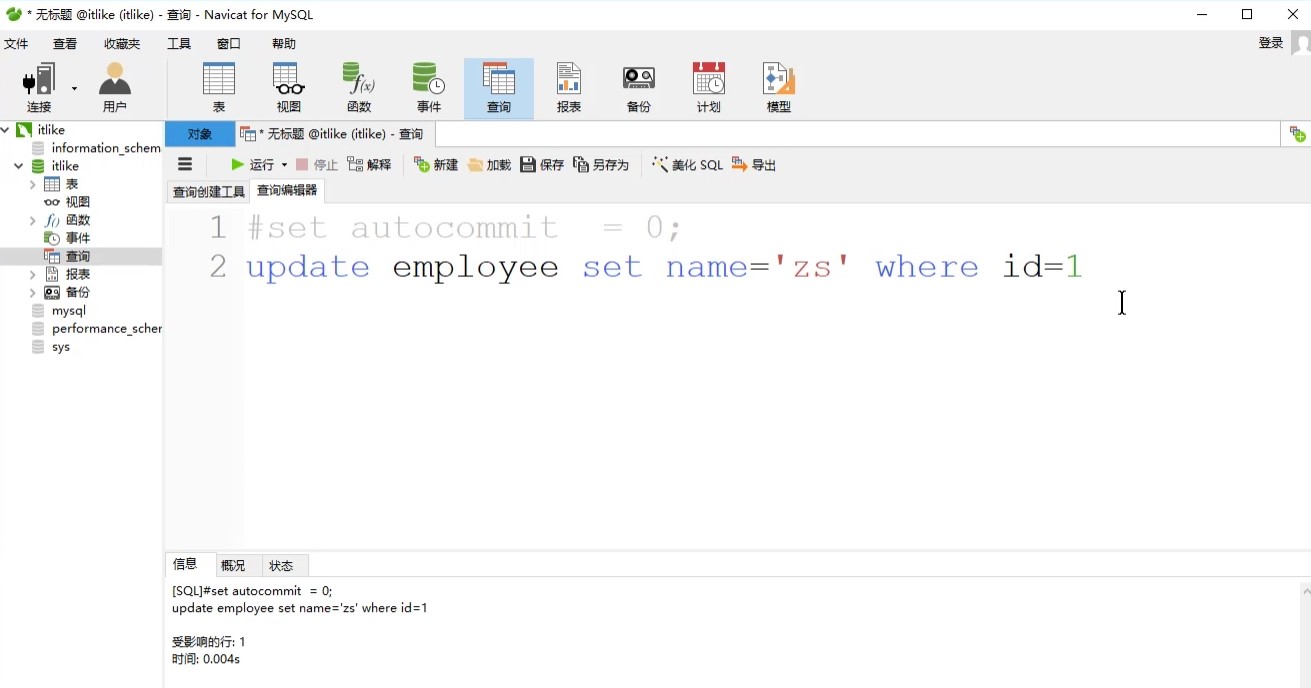 * 无标题 @itlike (itlike) - 查询 - Navicat for MySQL
文件 查看 收藏夹 工具 窗口 帮助 登录
连接 用户 表 视图 函数 事件 查询 报表 备份 计划 模型
itlike
information_schem
itlike
表
视图
函数
事件
查询
报表
备份
mysql
performance_scher
sys
对象 * 无标题 @itlike (itlike) - 查询
运行 停止 解释 新建 加载 保存 另存为 美化 SQL 导出
查询创建工具 查询编辑器
1 #set autocommit = 0;
2 update employee set name='zs' where id=1
信息 概况 状态
[SQL]#set autocommit = 0;
update employee set name='zs' where id=1
受影响的行: 1
时间: 0.004s